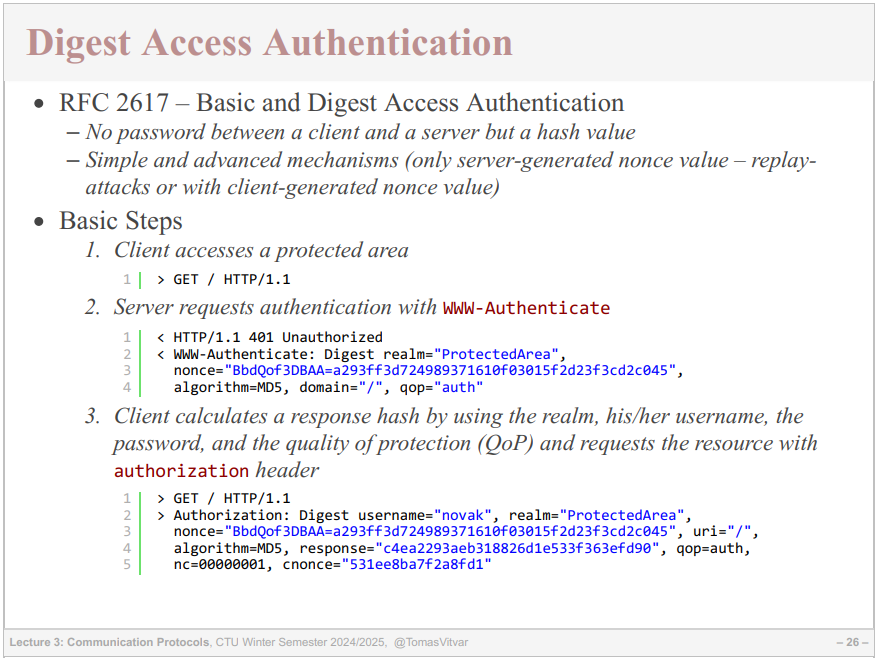 Digest Access Authentication
• RFC 2617 – Basic and Digest Access Authentication
– No password between a client and a server but a hash value
– Simple and advanced mechanisms (only server-generated nonce value – replay-
attacks or with client-generated nonce value)
• Basic Steps
1. Client accesses a protected area
1 > GET / HTTP/1.1
2. Server requests authentication with WWW-Authenticate
1 < HTTP/1.1 401 Unauthorized
2 < WWW-Authenticate: Digest realm="ProtectedArea",
3 nonce="BbdQof3DBAA=a293ff3d724989371610f03015f2d23f3cd2c045",
4 algorithm=MD5, domain="/", qop="auth"
3. Client calculates a response hash by using the realm, his/her username, the
password, and the quality of protection (QoP) and requests the resource with
authorization header
1 > GET / HTTP/1.1
2 > Authorization: Digest username="novak", realm="ProtectedArea",
3 nonce="BbdQof3DBAA=a293ff3d724989371610f03015f2d23f3cd2c045", uri="/",
4 algorithm=MD5, response="c4ea2293aeb318826d1e533f363efd90", qop=auth,
5 nc=00000001, cnonce="531ee8ba7f2a8fd1"
Lecture 3: Communication Protocols, CTU Winter Semester 2024/2025, @TomasVitvar
– 26 –